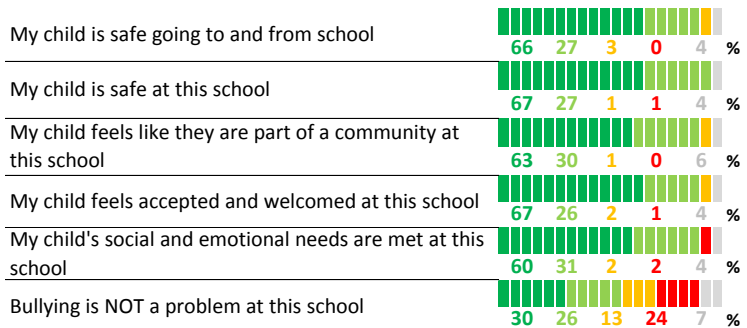 My child is safe going to and from school
66 27 3 0 4 %
My child is safe at this school
67 27 1 1 4 %
My child feels like they are part of a community at
this school
63 30 1 0 6 %
My child feels accepted and welcomed at this school
67 26 2 1 4 %
My child's social and emotional needs are met at this
school
60 31 2 2 4 %
Bullying is NOT a problem at this school
30 26 13 24 7 %